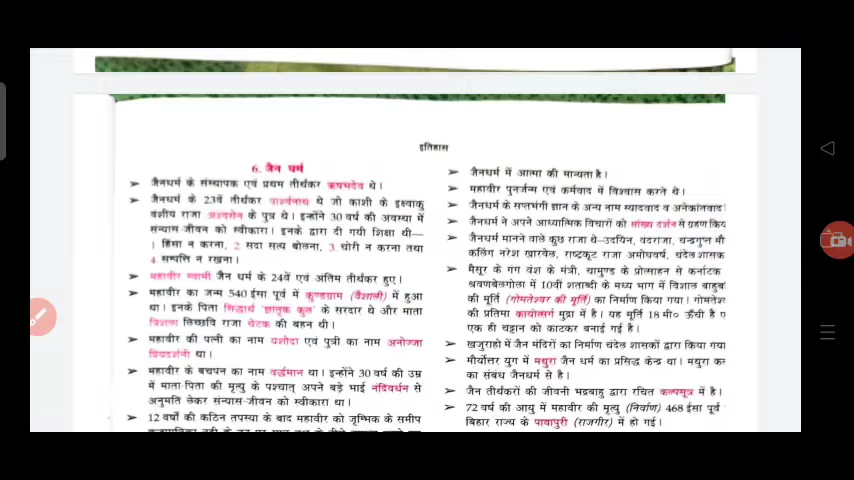 इतिहास
6. जैन धर्म
➢ जैनधर्म के संस्थापक एवं प्रथम तीर्थंकर ऋषभदेव थे।
➢ जैनधर्म के 23वें तीर्थंकर पार्श्वनाथ थे जो काशी के इक्ष्वाकु
वंशीय राजा अश्वसेन के पुत्र थे। इन्होंने 30 वर्ष की अवस्था में
संन्यास-जीवन को स्वीकारा। इनके द्वारा दी गयी शिक्षा थी—
हिंसा न करना, 2 सदा सत्य बोलना, 3. चोरी न करना तथा
4 सम्पत्ति न रखना।
➢ महावीर स्वामी जैन धर्म के 24वें एवं अंतिम तीर्थंकर हुए।
➢ महावीर का जन्म 540 ईसा पूर्व में कुण्डग्राम (वैशाली) में हुआ
था। इनके पिता सिद्धार्थ 'ज्ञातृक कुल' के सरदार थे और माता
त्रिशला लिच्छवि राजा चेटक की बहन थी।
➢ महावीर की पत्नी का नाम यशोदा एवं पुत्री का नाम अनोज्जा
प्रियदर्शनी था।
➢ महावीर के बचपन का नाम वर्द्धमान था। इन्होंने 30 वर्ष की उम्र
में माता-पिता की मृत्यु के पश्चात् अपने बड़े भाई नंदिवर्धन से
अनुमति लेकर संन्यास-जीवन को स्वीकारा था।
➢ 12 वर्षों की कठिन तपस्या के बाद महावीर को जृम्भिक के समीप
➢ जैनधर्म में आत्मा की मान्यता है।
➢ महावीर पुनर्जन्म एवं कर्मवाद में विश्वास करते थे।
➢ जैनधर्म के सप्तभंगी ज्ञान के अन्य नाम स्यादवाद व अनेकांतवाद
➢ जैनधर्म ने अपने आध्यात्मिक विचारों को सांख्य दर्शन से ग्रहण किय
➢ जैनधर्म मानने वाले कुछ राजा थे—उदयिन, वंदराजा, चन्द्रगुप्त मौ
कलिंग नरेश खारवेल, राष्ट्रकूट राजा अमोघवर्ष, चंदेल शासक
➢ मैसूर के गंग वंश के मंत्री, चामुण्ड के प्रोत्साहन से कर्नाटक
श्रवणबेलगोला में 10वीं शताब्दी के मध्य भाग में विशाल बाहुब
की मूर्ति (गोमतेश्वर की मूर्ति) का निर्माण किया गया। गोमतेश
की प्रतिमा कायोत्सर्ग मुद्रा में है। यह मूर्ति 18 मी० ऊँची है ए
एक ही चट्टान को काटकर बनाई गई है।
➢ खजुराहो में जैन मंदिरों का निर्माण चंदेल शासकों द्वारा किया गया
➢ मौर्योत्तर युग में मथुरा जैन धर्म का प्रसिद्ध केन्द्र था। मथुरा कल
का संबंध जैनधर्म से है।
➢ जैन तीर्थंकरों की जीवनी भद्रबाहु द्वारा रचित कल्पसूत्र में है।
➢ 72 वर्ष की आयु में महावीर की मृत्यु (निर्वाण) 468 ईसा पूर्व
बिहार राज्य के पावापुरी (राजगीर) में हो गई।